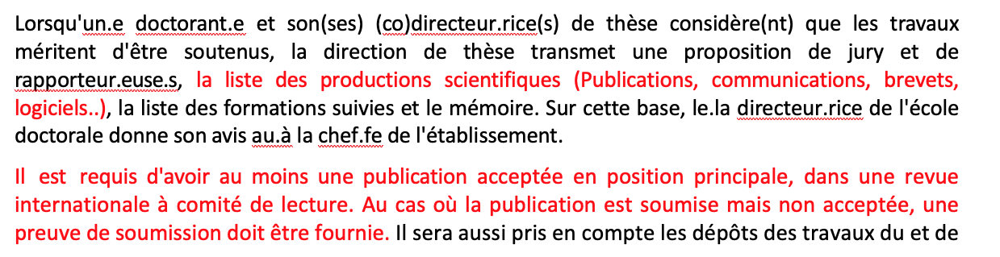 Lorsqu'un.e doctorant.e et son(ses) (co)directeur.rice(s) de thèse considère(nt) que les travaux
méritent d'être soutenus, la direction de thèse transmet une proposition de jury et de
rapporteur.euse.s, la liste des productions scientifiques (Publications, communications, brevets,
logiciels..), la liste des formations suivies et le mémoire. Sur cette base, le.la directeur.rice de l'école
doctorale donne son avis au.à la chef.fe de l'établissement.
Il est requis d'avoir au moins une publication acceptée en position principale, dans une revue
internationale à comité de lecture. Au cas où la publication est soumise mais non acceptée, une
preuve de soumission doit être fournie. Il sera aussi pris en compte les dépôts des travaux du et de